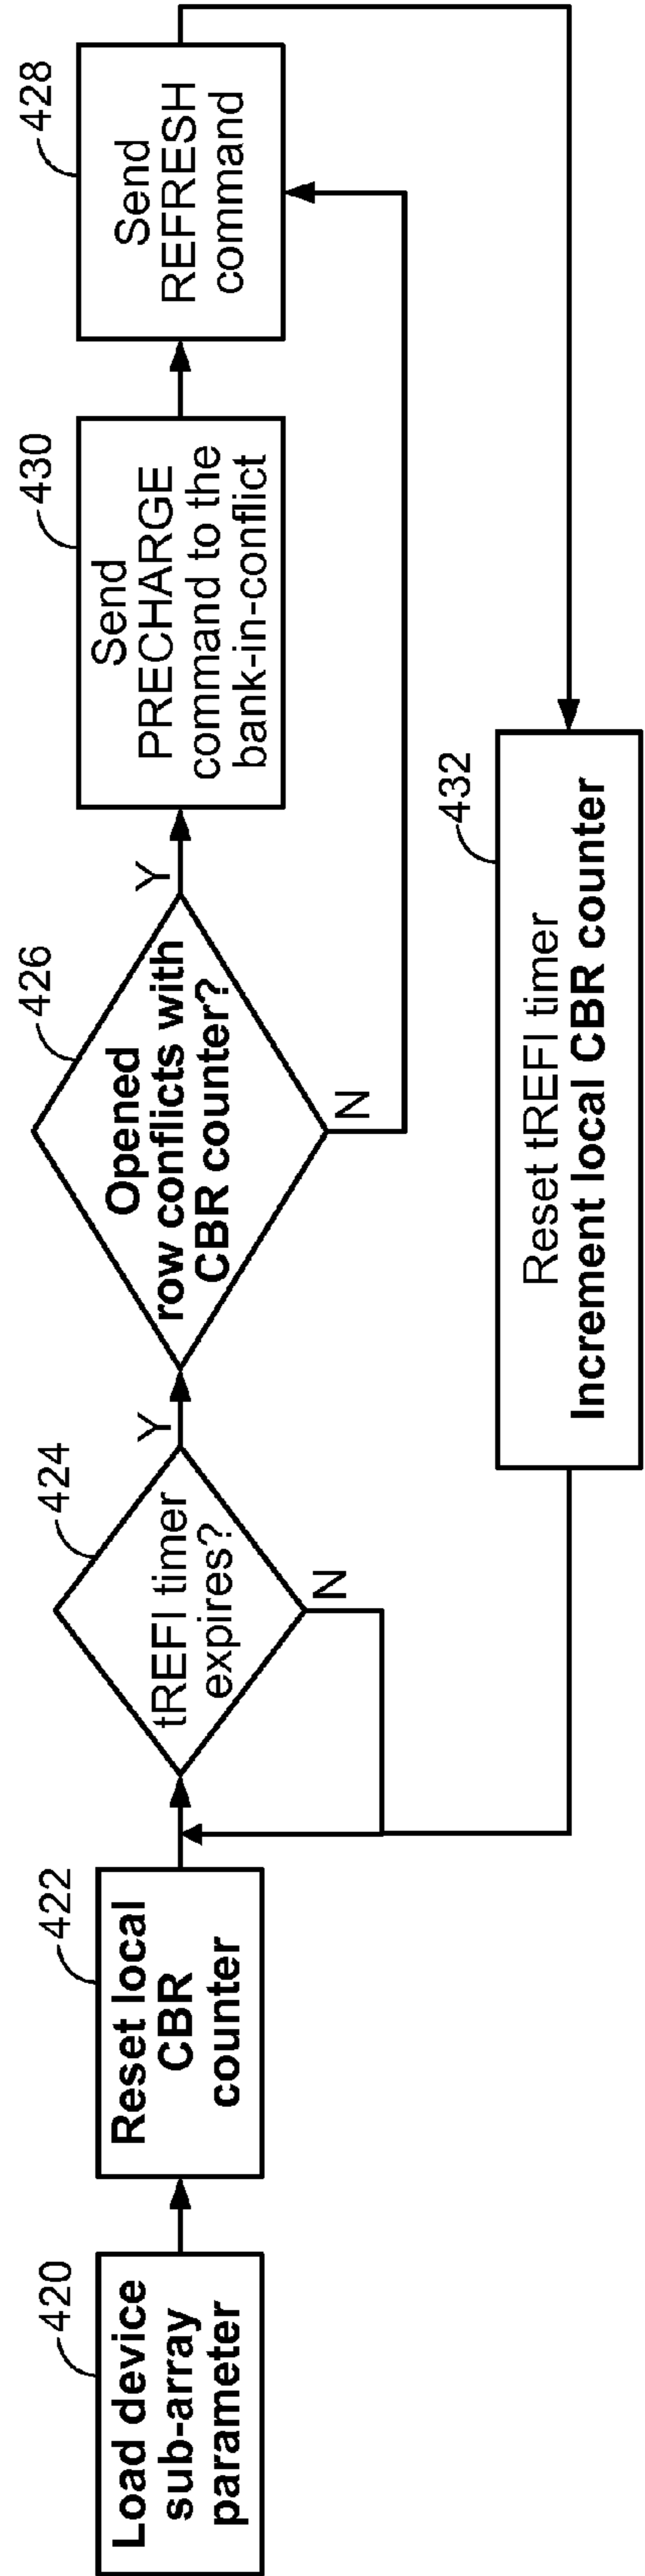 420
Load device
sub-array
parameter
422
Reset local
CBR
counter
424
tREFI timer
expires?
Y
N
426
Opened
row conflicts with
CBR counter?
Y
N
430
Send
PRECHARGE
command to the
bank-in-conflict
428
Send
REFRESH
command
432
Reset tREFI timer
Increment local CBR counter